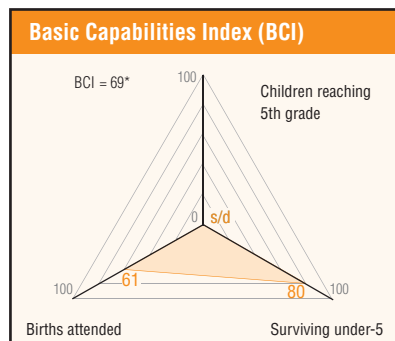 Basic Capabilities Index (BCI)
BCI = 69*
100
Children reaching
5th grade
0
s/d
61
80
100
100
Births attended
Surviving under-5